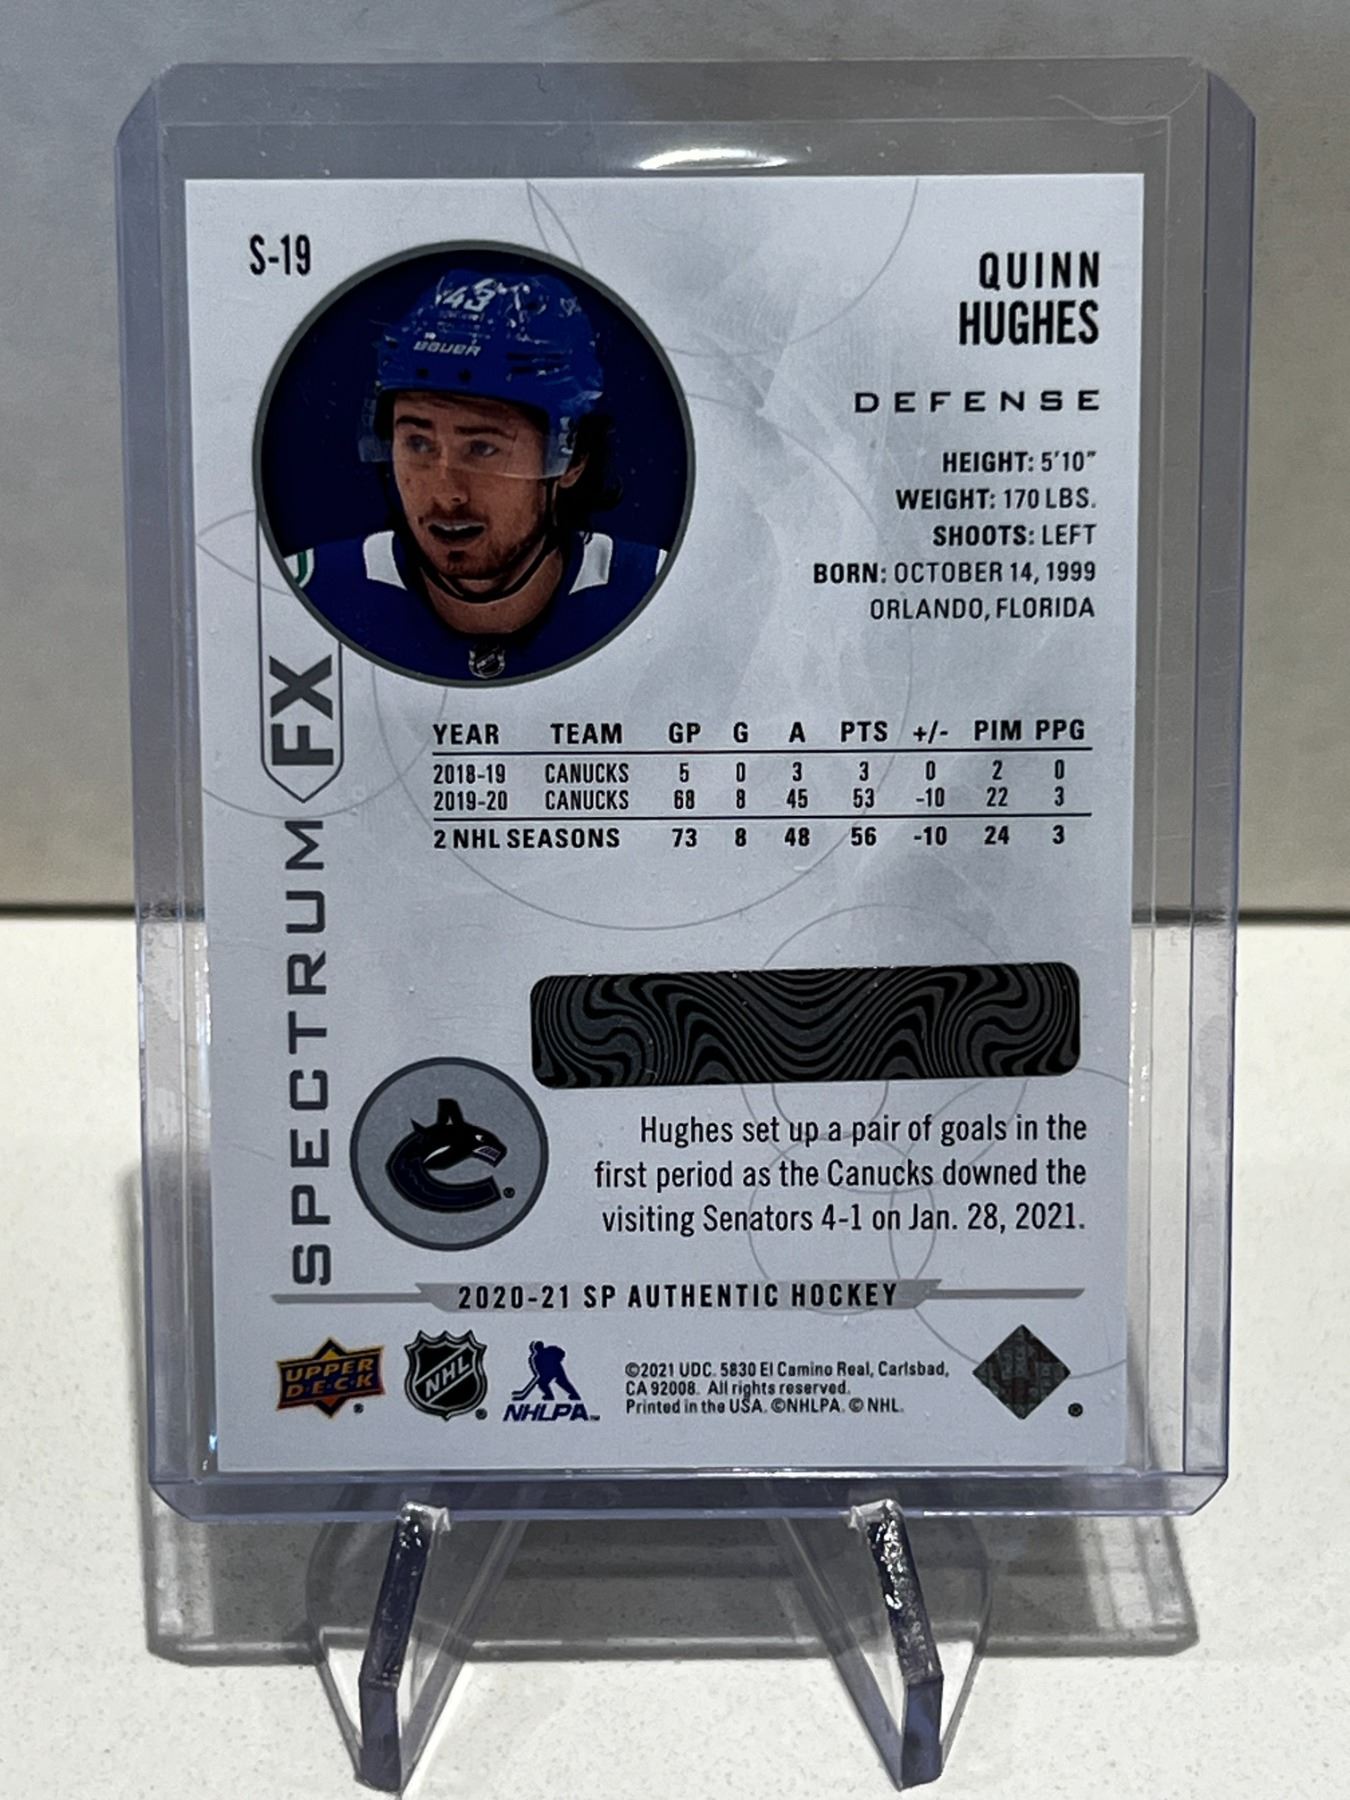 S-19
43
BAUER
QUINN
HUGHES
DEFENSE
HEIGHT: 5'10"
WEIGHT: 170 LBS.
SHOOTS: LEFT
BORN: OCTOBER 14, 1999
ORLANDO, FLORIDA
SPECTRUM FX
YEAR TEAM GP G A PTS +/- PIM PPG
2018-19 CANUCKS 5 0 3 3 0 2 0
2019-20 CANUCKS 68 8 45 53 -10 22 3
2 NHL SEASONS 73 8 48 56 -10 24 3
Hughes set up a pair of goals in the
first period as the Canucks downed the
visiting Senators 4-1 on Jan. 28, 2021.
2020-21 SP AUTHENTIC HOCKEY
UPPER
DECK
®
NHL
®
NHLPA™
©2021 UDC. 5830 El Camino Real, Carlsbad,
CA 92008. All rights reserved.
Printed in the USA. ©NHLPA. © NHL.
®